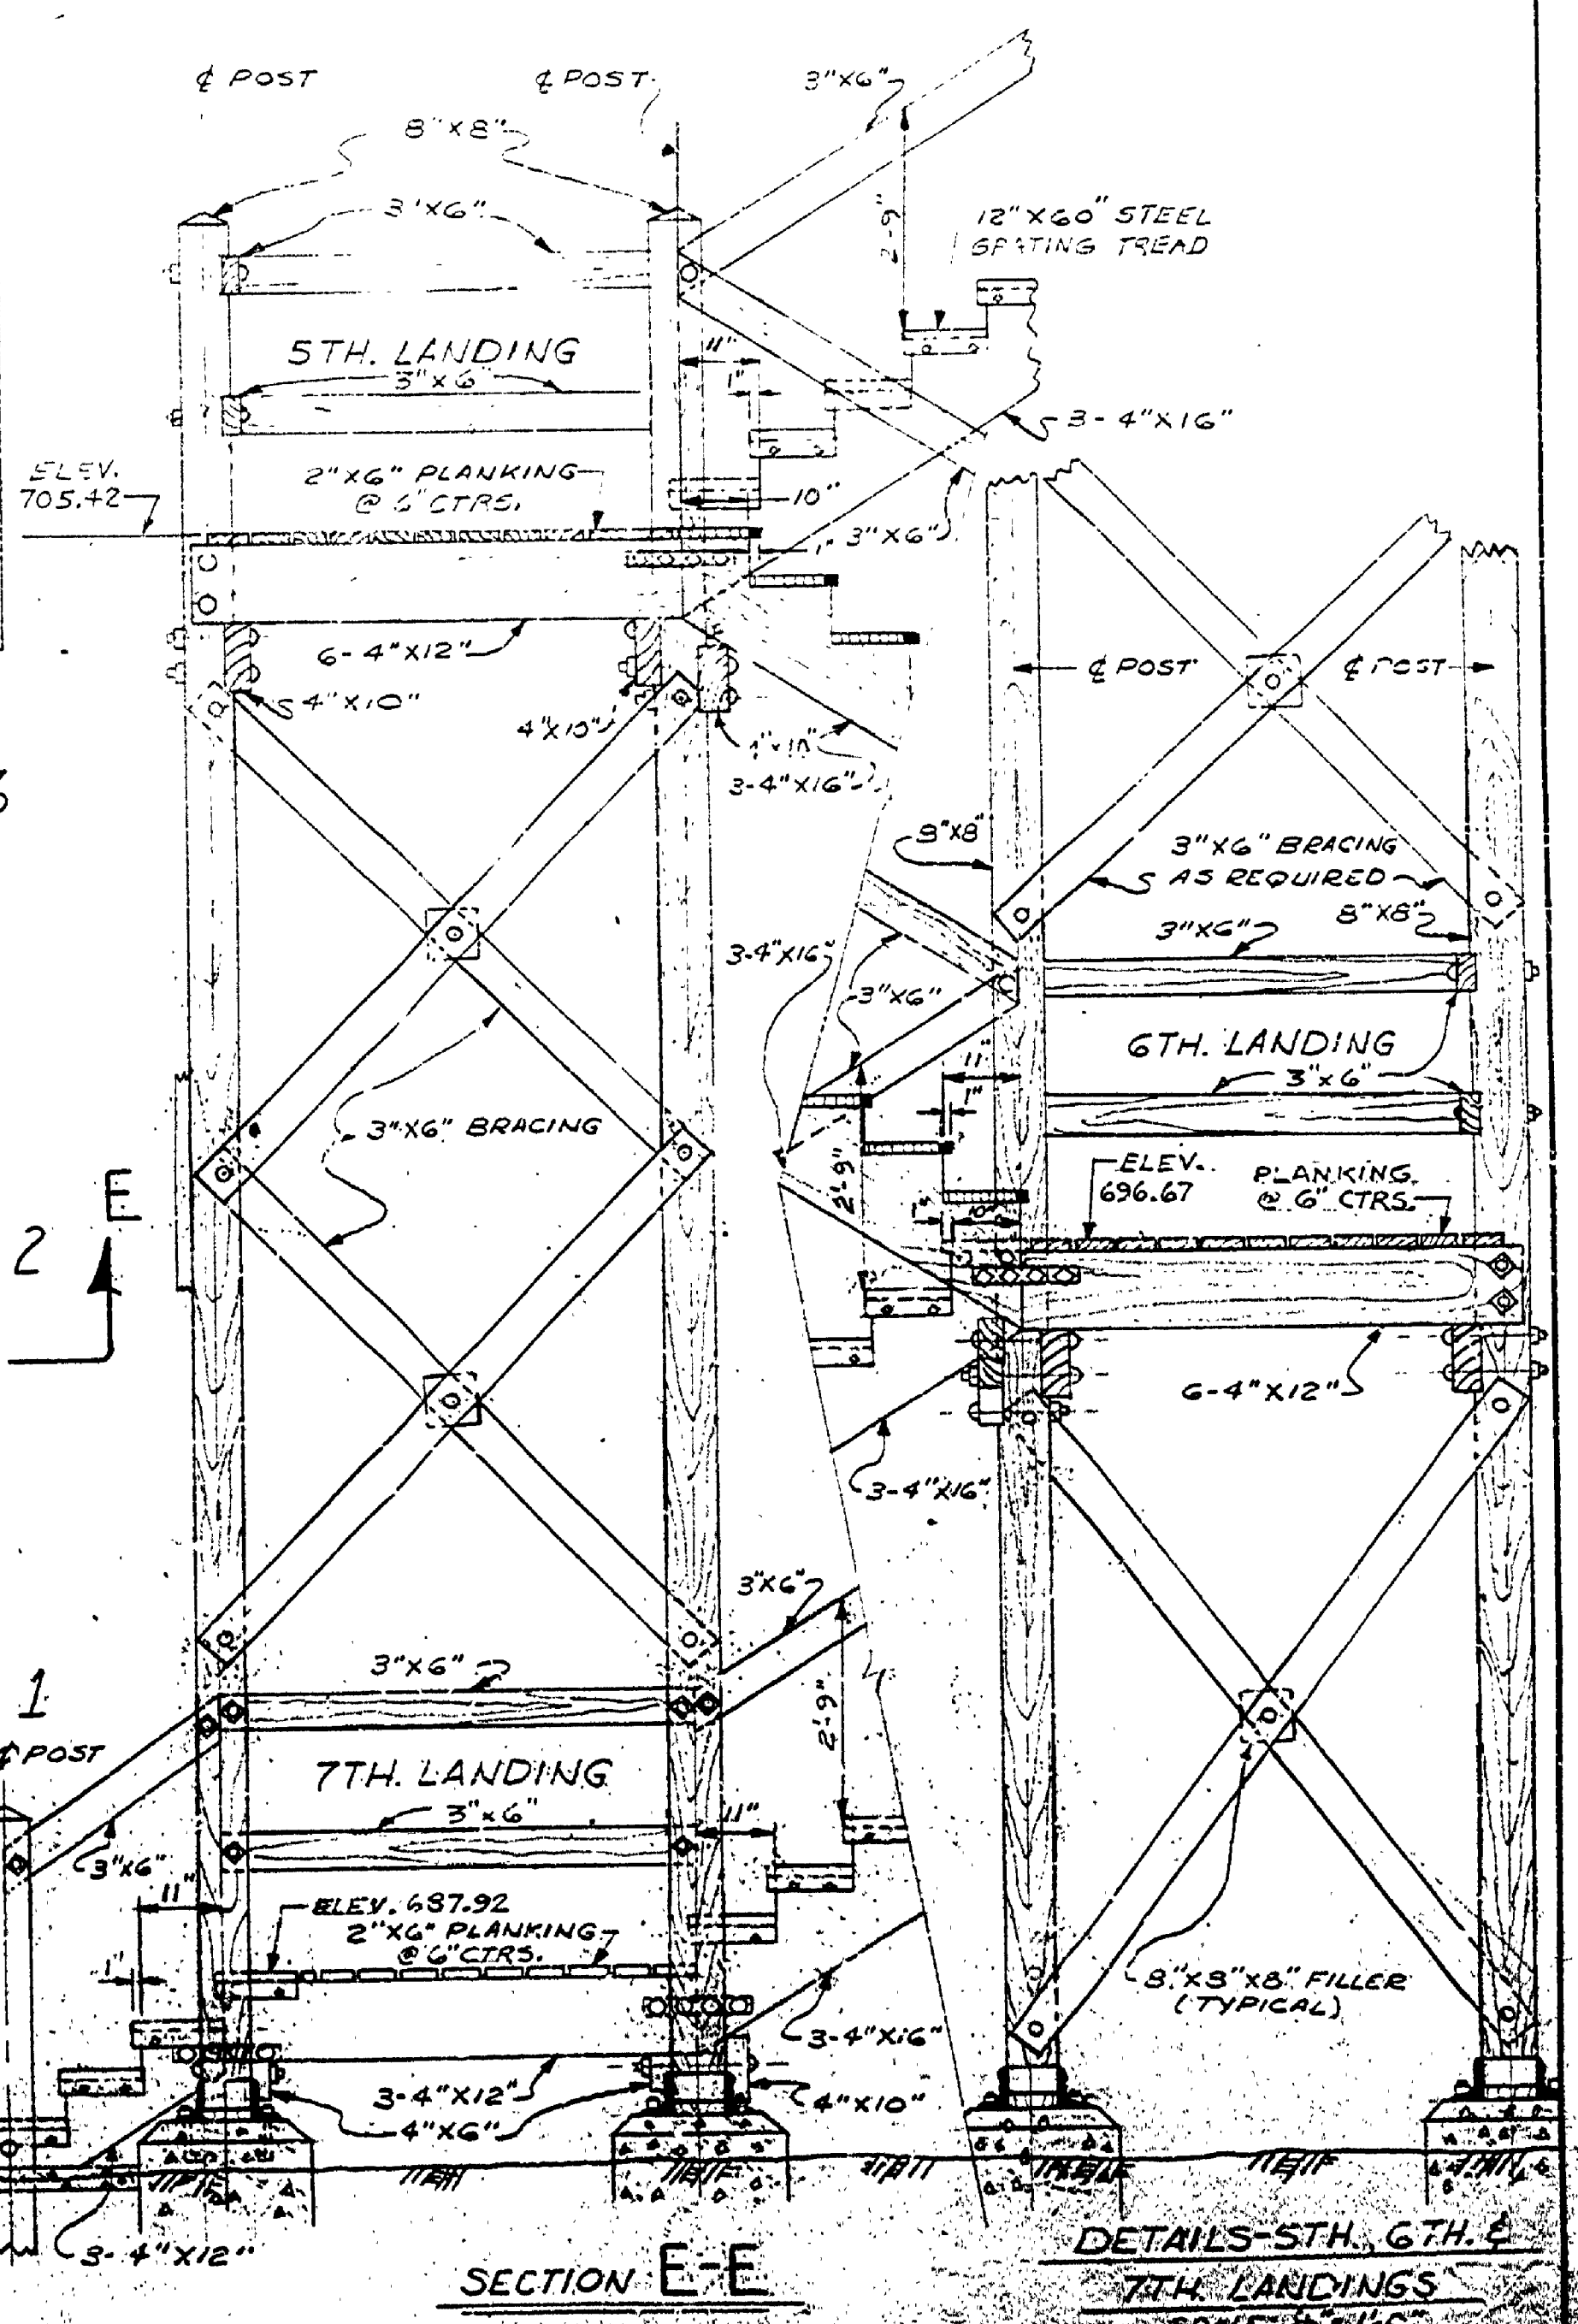 ℄ POST
℄ POST
3"X6"
8"X8"
3"X6"
2'-9"
12"X60" STEEL
GRATING TREAD
5TH. LANDING
3"X6"
11"
1"
3-4"X16"
ELEV.
705.42
2"X6" PLANKING
@ 6" CTRS.
10"
1"
3"X6"
6-4"X12"
℄ POST
℄ POST
4"X10"
4"X10"
4"X10"
3-4"X16"
8"X8"
3"X6" BRACING
AS REQUIRED
3"X6"
8"X8"
3-4"X16"
3"X6"
6TH. LANDING
11"
1"
3"X6"
3"X6" BRACING
ELEV.
696.67
PLANKING
@ 6" CTRS.
2'-9"
E
2
1"
10"
6-4"X12"
3-4"X16"
3"X6"
3"X6"
2'-9"
1
℄ POST
7TH. LANDING
3"X6"
11"
3"X6"
11"
ELEV. 687.92
2"X6" PLANKING
@ 6" CTRS.
1"
8"X8"X8" FILLER
(TYPICAL)
3-4"X16"
3-4"X12"
4"X10"
4"X6"
3-4"X12"
SECTION E-E
DETAILS-5TH., 6TH. &
7TH. LANDINGS